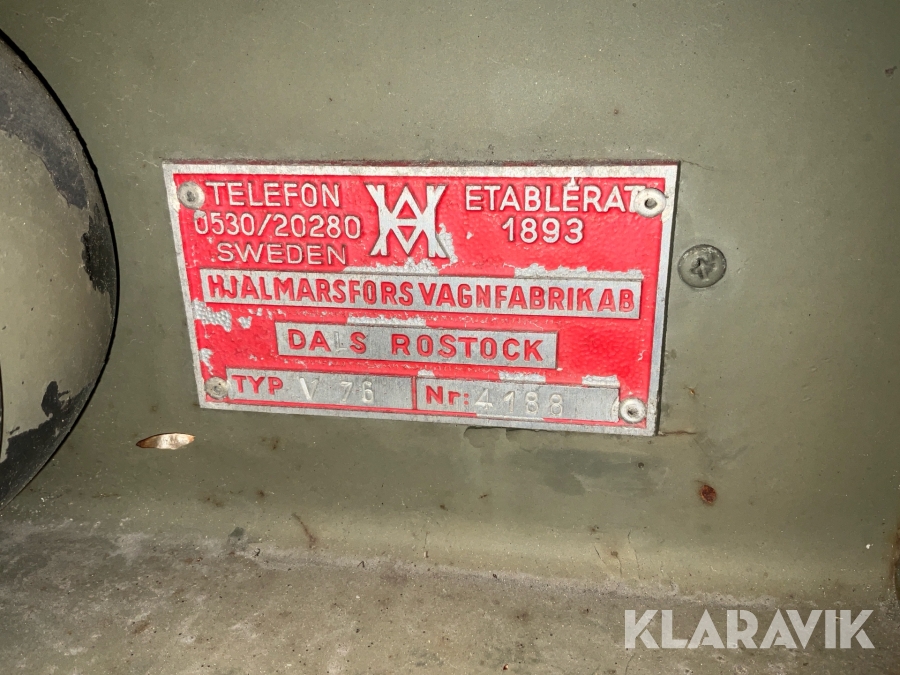 TELEFON
0530/20280
SWEDEN
ETABLERAT
1893
HJALMARSFORS VAGNFABRIK AB
DALS ROSTOCK
TYP V 76 Nr: 4188
KLARAVIK